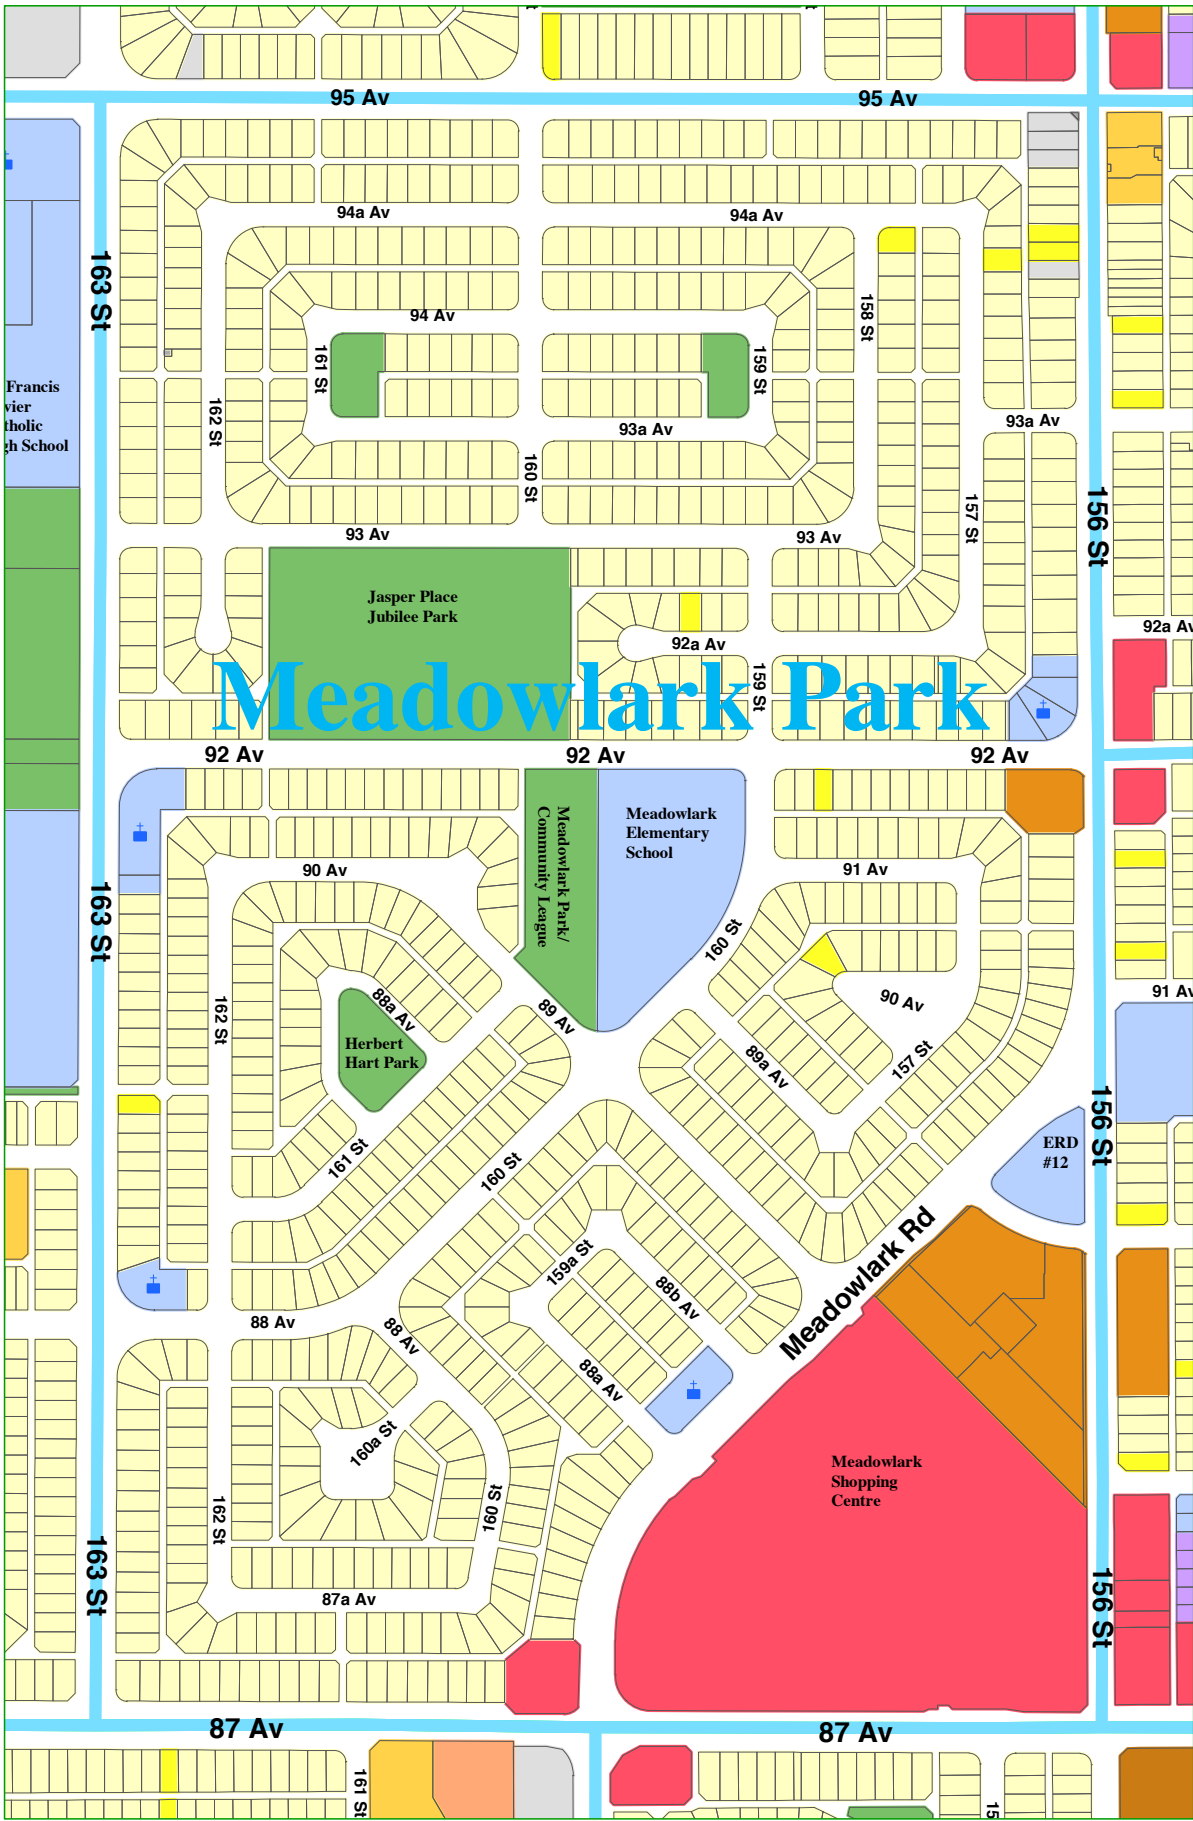 95 Av
95 Av
94a Av
94a Av
163 St
94 Av
158 St
161 St
159 St
Francis
vier
tholic
gh School
162 St
93a Av
93a Av
160 St
157 St
156 St
93 Av
93 Av
Jasper Place
Jubilee Park
92a Av
92a Av
159 St
Meadowlark Park
92 Av
92 Av
92 Av
Meadowlark Park/
Community League
Meadowlark
Elementary
School
90 Av
91 Av
163 St
160 St
88a Av
90 Av
91 Av
162 St
89 Av
Herbert
Hart Park
89a Av
157 St
156 St
ERD
#12
161 St
160 St
Meadowlark Rd
159a St
88b Av
88 Av
88 Av
88a Av
160a St
Meadowlark
Shopping
Centre
162 St
160 St
163 St
156 St
87a Av
87 Av
87 Av
161 St
15